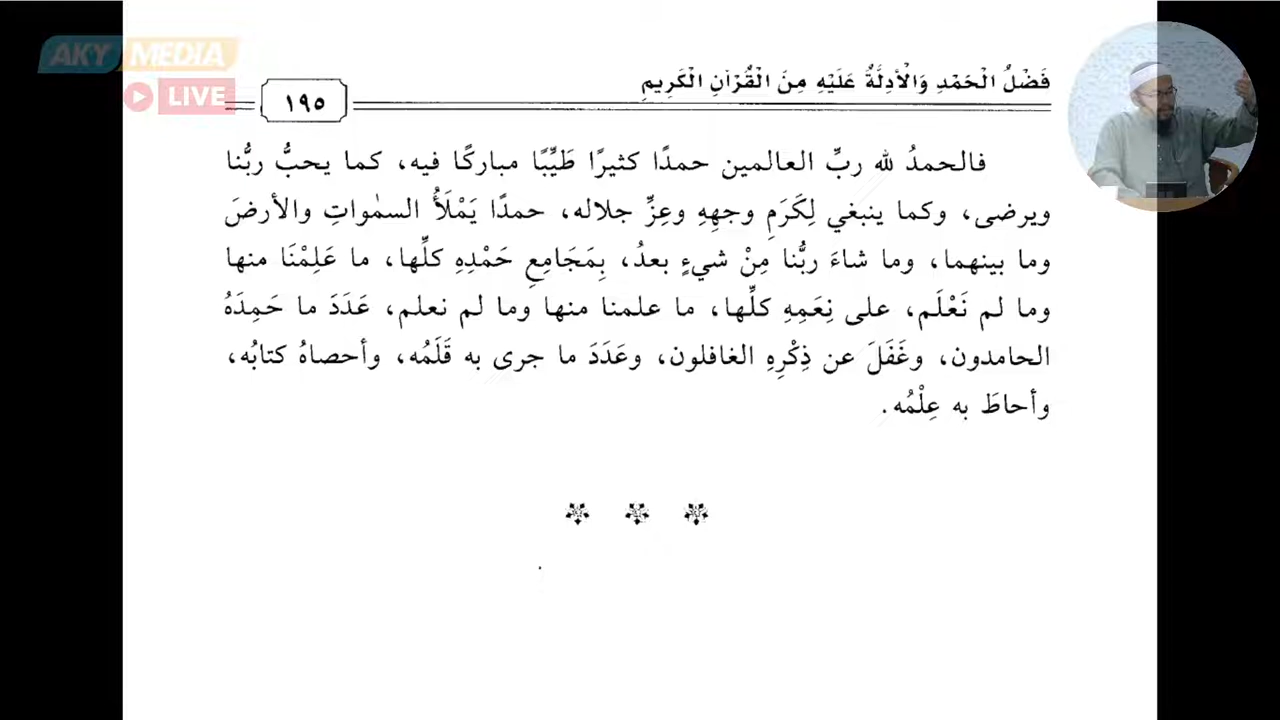 AKY MEDIA
LIVE
فَضْلُ الْحَمْدِ وَالْأَدِلَّةُ عَلَيْهِ مِنَ الْقُرْآنِ الْكَرِيمِ
١٩٥
فالحمدُ لله ربِّ العالمين حمدًا كثيرًا طَيِّبًا مباركًا فيه، كما يحبُّ ربُّنا
ويرضى، وكما ينبغي لِكَرَمِ وجهِهِ وعِزِّ جلاله، حمدًا يَمْلَأُ السمٰواتِ والأرضَ
وما بينهما، وما شاءَ ربُّنا مِنْ شيءٍ بعدُ، بِمَجَامِعِ حَمْدِهِ كلِّها، ما عَلِمْنَا منها
وما لم نَعْلَم، على نِعَمِهِ كلِّها، ما علمنا منها وما لم نعلم، عَدَدَ ما حَمِدَهُ
الحامدون، وغَفَلَ عن ذِكْرِهِ الغافلون، وعَدَدَ ما جرى به قَلَمُه، وأحصاهُ كتابُه،
وأحاطَ به عِلْمُه.